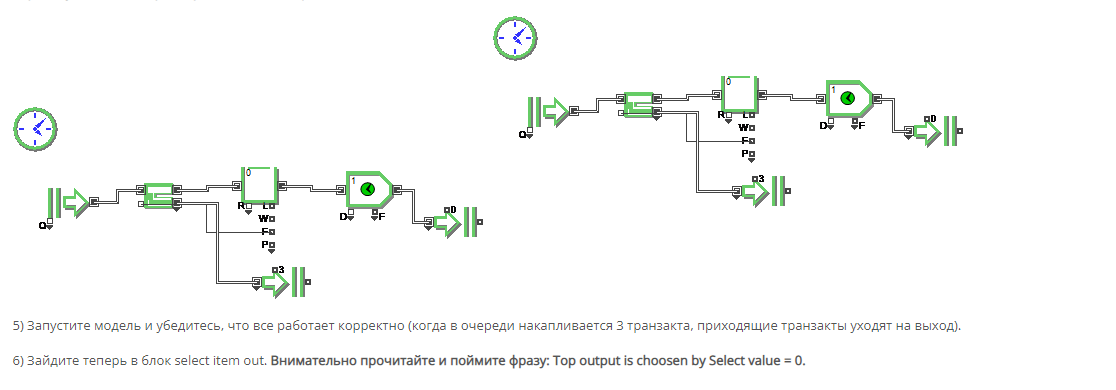 0
1
R
L
W
F
P
Q
D
F
0
3
0
1
R
L
W
F
P
Q
D
F
0
3
5) Запустите модель и убедитесь, что все работает корректно (когда в очереди накапливается 3 транзакта, приходящие транзакты уходят на выход).
6) Зайдите теперь в блок select item out. Внимательно прочитайте и поймите фразу: Top output is choosen by Select value = 0.